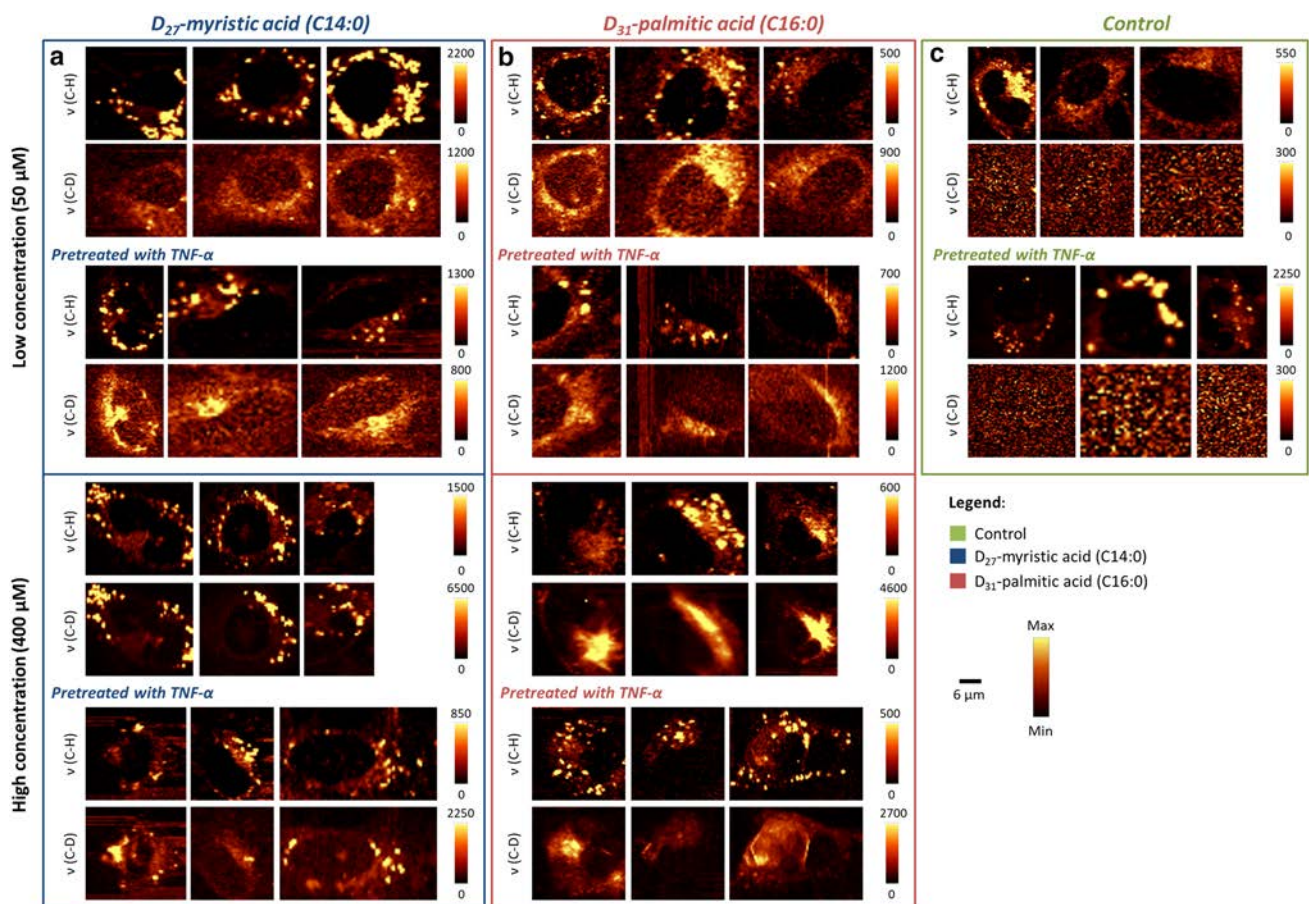 D27-myristic acid (C14:0)
D31-palmitic acid (C16:0)
Control
Low concentration (50 µM)
a
ν (C-H)
2200
0
ν (C-D)
1200
0
Pretreated with TNF-α
ν (C-H)
1300
0
ν (C-D)
800
0
b
ν (C-H)
500
0
ν (C-D)
900
0
Pretreated with TNF-α
ν (C-H)
700
0
ν (C-D)
1200
0
c
ν (C-H)
550
0
ν (C-D)
300
0
Pretreated with TNF-α
ν (C-H)
2250
0
ν (C-D)
300
0
High concentration (400 µM)
ν (C-H)
1500
0
ν (C-D)
6500
0
Pretreated with TNF-α
ν (C-H)
850
0
ν (C-D)
2250
0
ν (C-H)
600
0
ν (C-D)
4600
0
Pretreated with TNF-α
ν (C-H)
500
0
ν (C-D)
2700
0
Legend:
Control
D27-myristic acid (C14:0)
D31-palmitic acid (C16:0)
Max
6 µm
Min